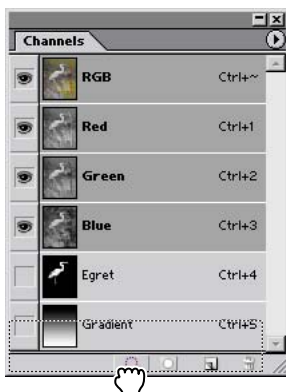 Channels
RGB Ctrl+~
Red Ctrl+1
Green Ctrl+2
Blue Ctrl+3
Egret Ctrl+4
Gradient Ctrl+5